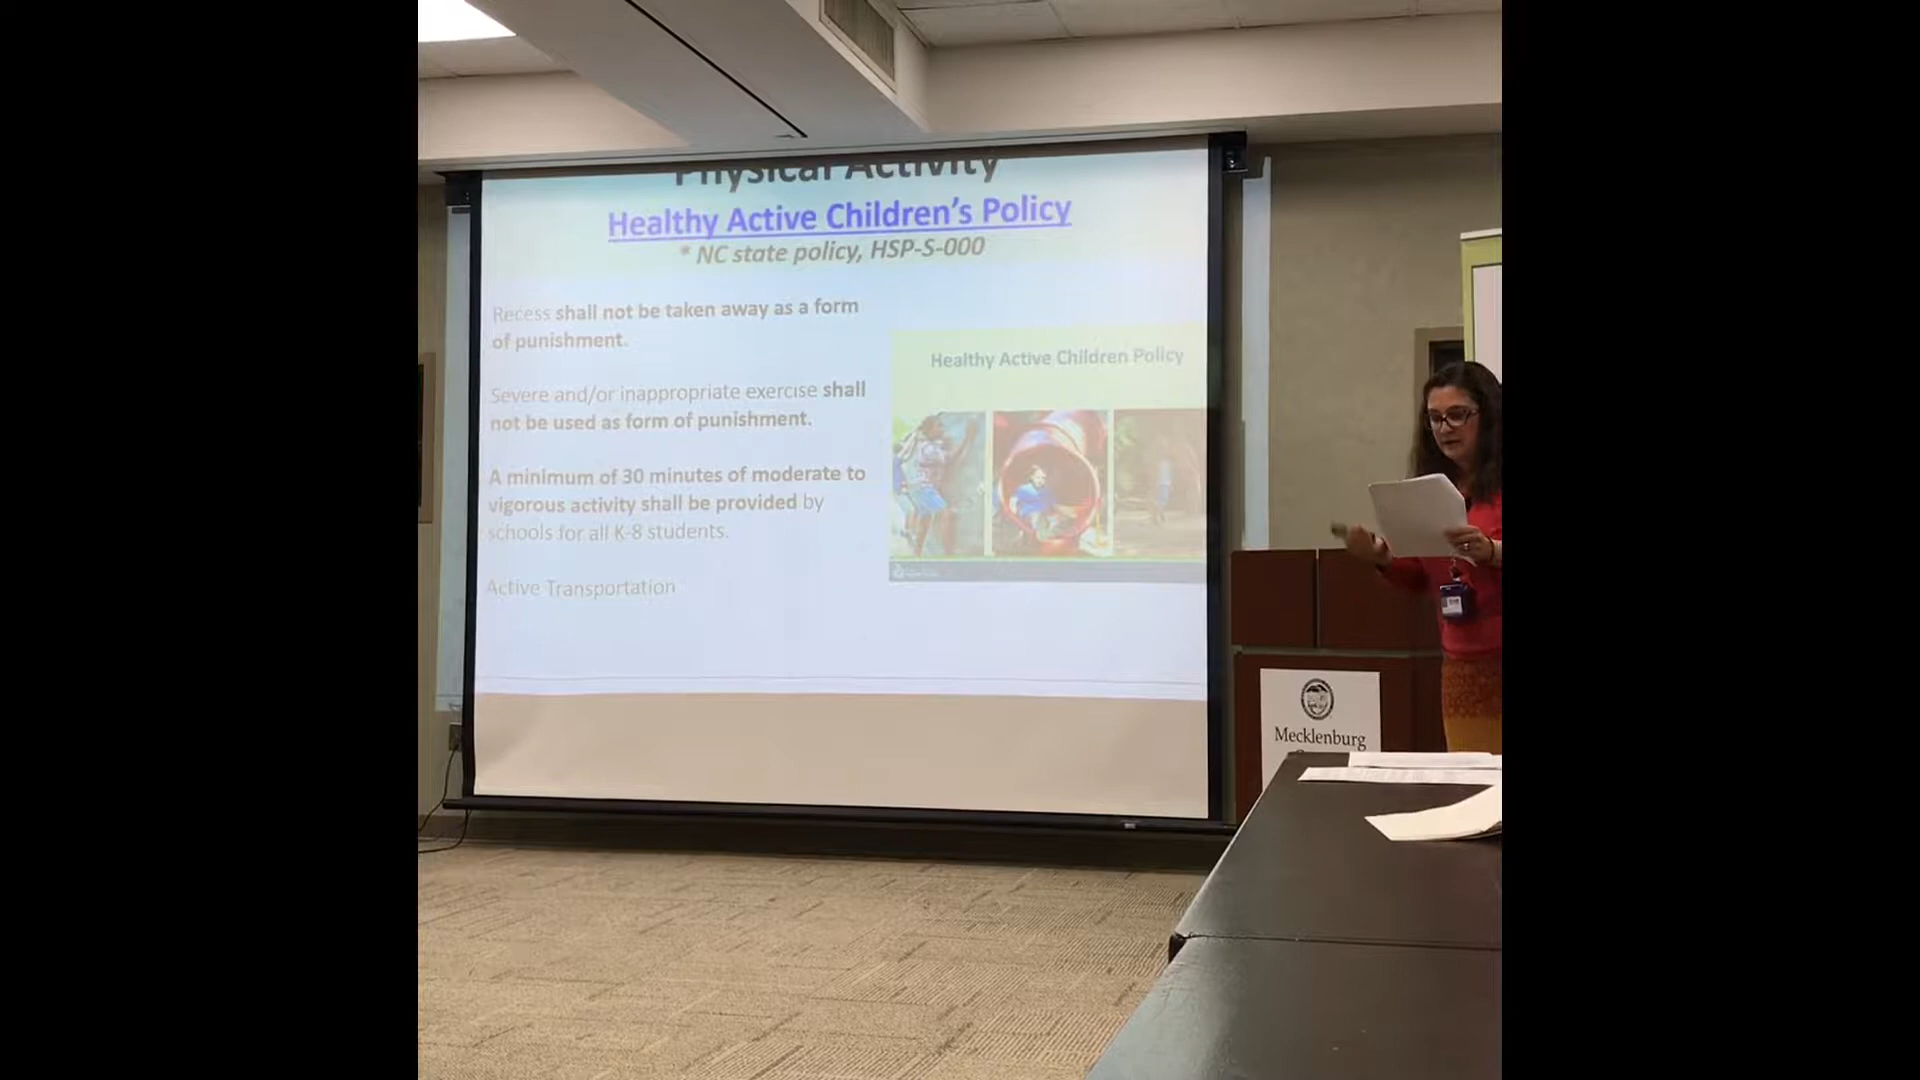 Physical Activity
Healthy Active Children's Policy
* NC state policy, HSP-S-000
Recess shall not be taken away as a form
of punishment.
Severe and/or inappropriate exercise shall
not be used as form of punishment.
A minimum of 30 minutes of moderate to
vigorous activity shall be provided by
schools for all K-8 students.
Active Transportation
Healthy Active Children Policy
Mecklenburg